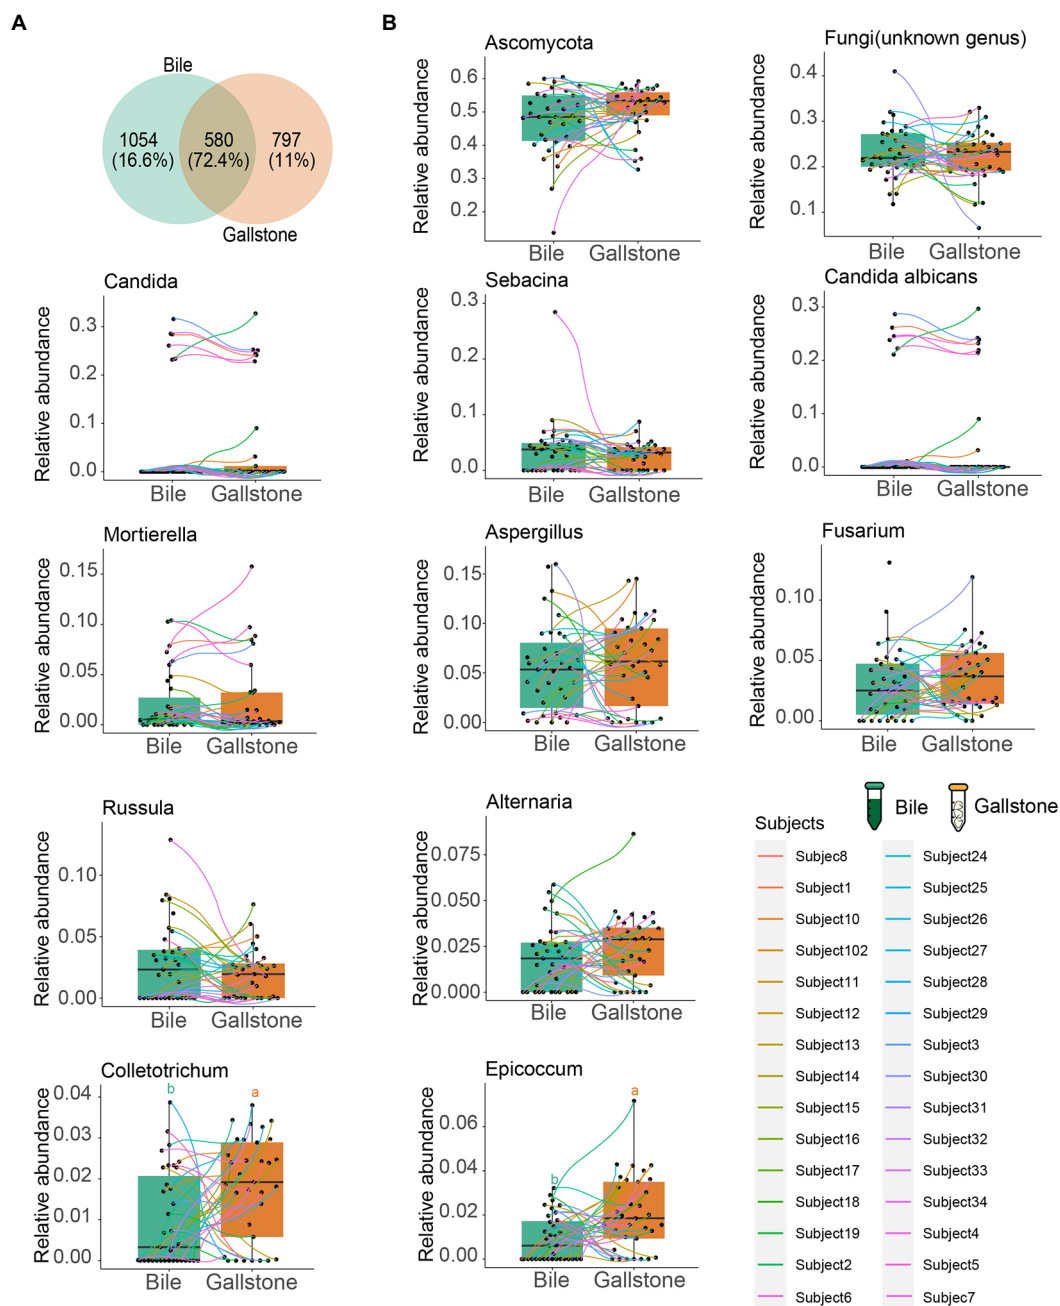 A
B
Bile
1054
(16.6%)
580
(72.4%)
797
(11%)
Gallstone
Ascomycota
Relative abundance
0.6
0.5
0.4
0.3
0.2
Bile
Gallstone
Fungi(unknown genus)
Relative abundance
0.4
0.3
0.2
0.1
Bile
Gallstone
Candida
Relative abundance
0.3
0.2
0.1
0.0
Bile
Gallstone
Sebacina
Relative abundance
0.3
0.2
0.1
0.0
Bile
Gallstone
Candida albicans
Relative abundance
0.3
0.2
0.1
0.0
Bile
Gallstone
Mortierella
Relative abundance
0.15
0.10
0.05
0.00
Bile
Gallstone
Aspergillus
Relative abundance
0.15
0.10
0.05
0.00
Bile
Gallstone
Fusarium
Relative abundance
0.10
0.05
0.00
Bile
Gallstone
Russula
Relative abundance
0.10
0.05
0.00
Bile
Gallstone
Alternaria
Relative abundance
0.075
0.050
0.025
0.000
Bile
Gallstone
Colletotrichum
Relative abundance
0.04
0.03
0.02
0.01
0.00
b
a
Bile
Gallstone
Epicoccum
Relative abundance
0.06
0.04
0.02
0.00
b
a
Bile
Gallstone
Bile
Gallstone
Subjects
Subjec8
Subject1
Subject10
Subject102
Subject11
Subject12
Subject13
Subject14
Subject15
Subject16
Subject17
Subject18
Subject19
Subject2
Subject6
Subject24
Subject25
Subject26
Subject27
Subject28
Subject29
Subject3
Subject30
Subject31
Subject32
Subject33
Subject34
Subject4
Subject5
Subjec7